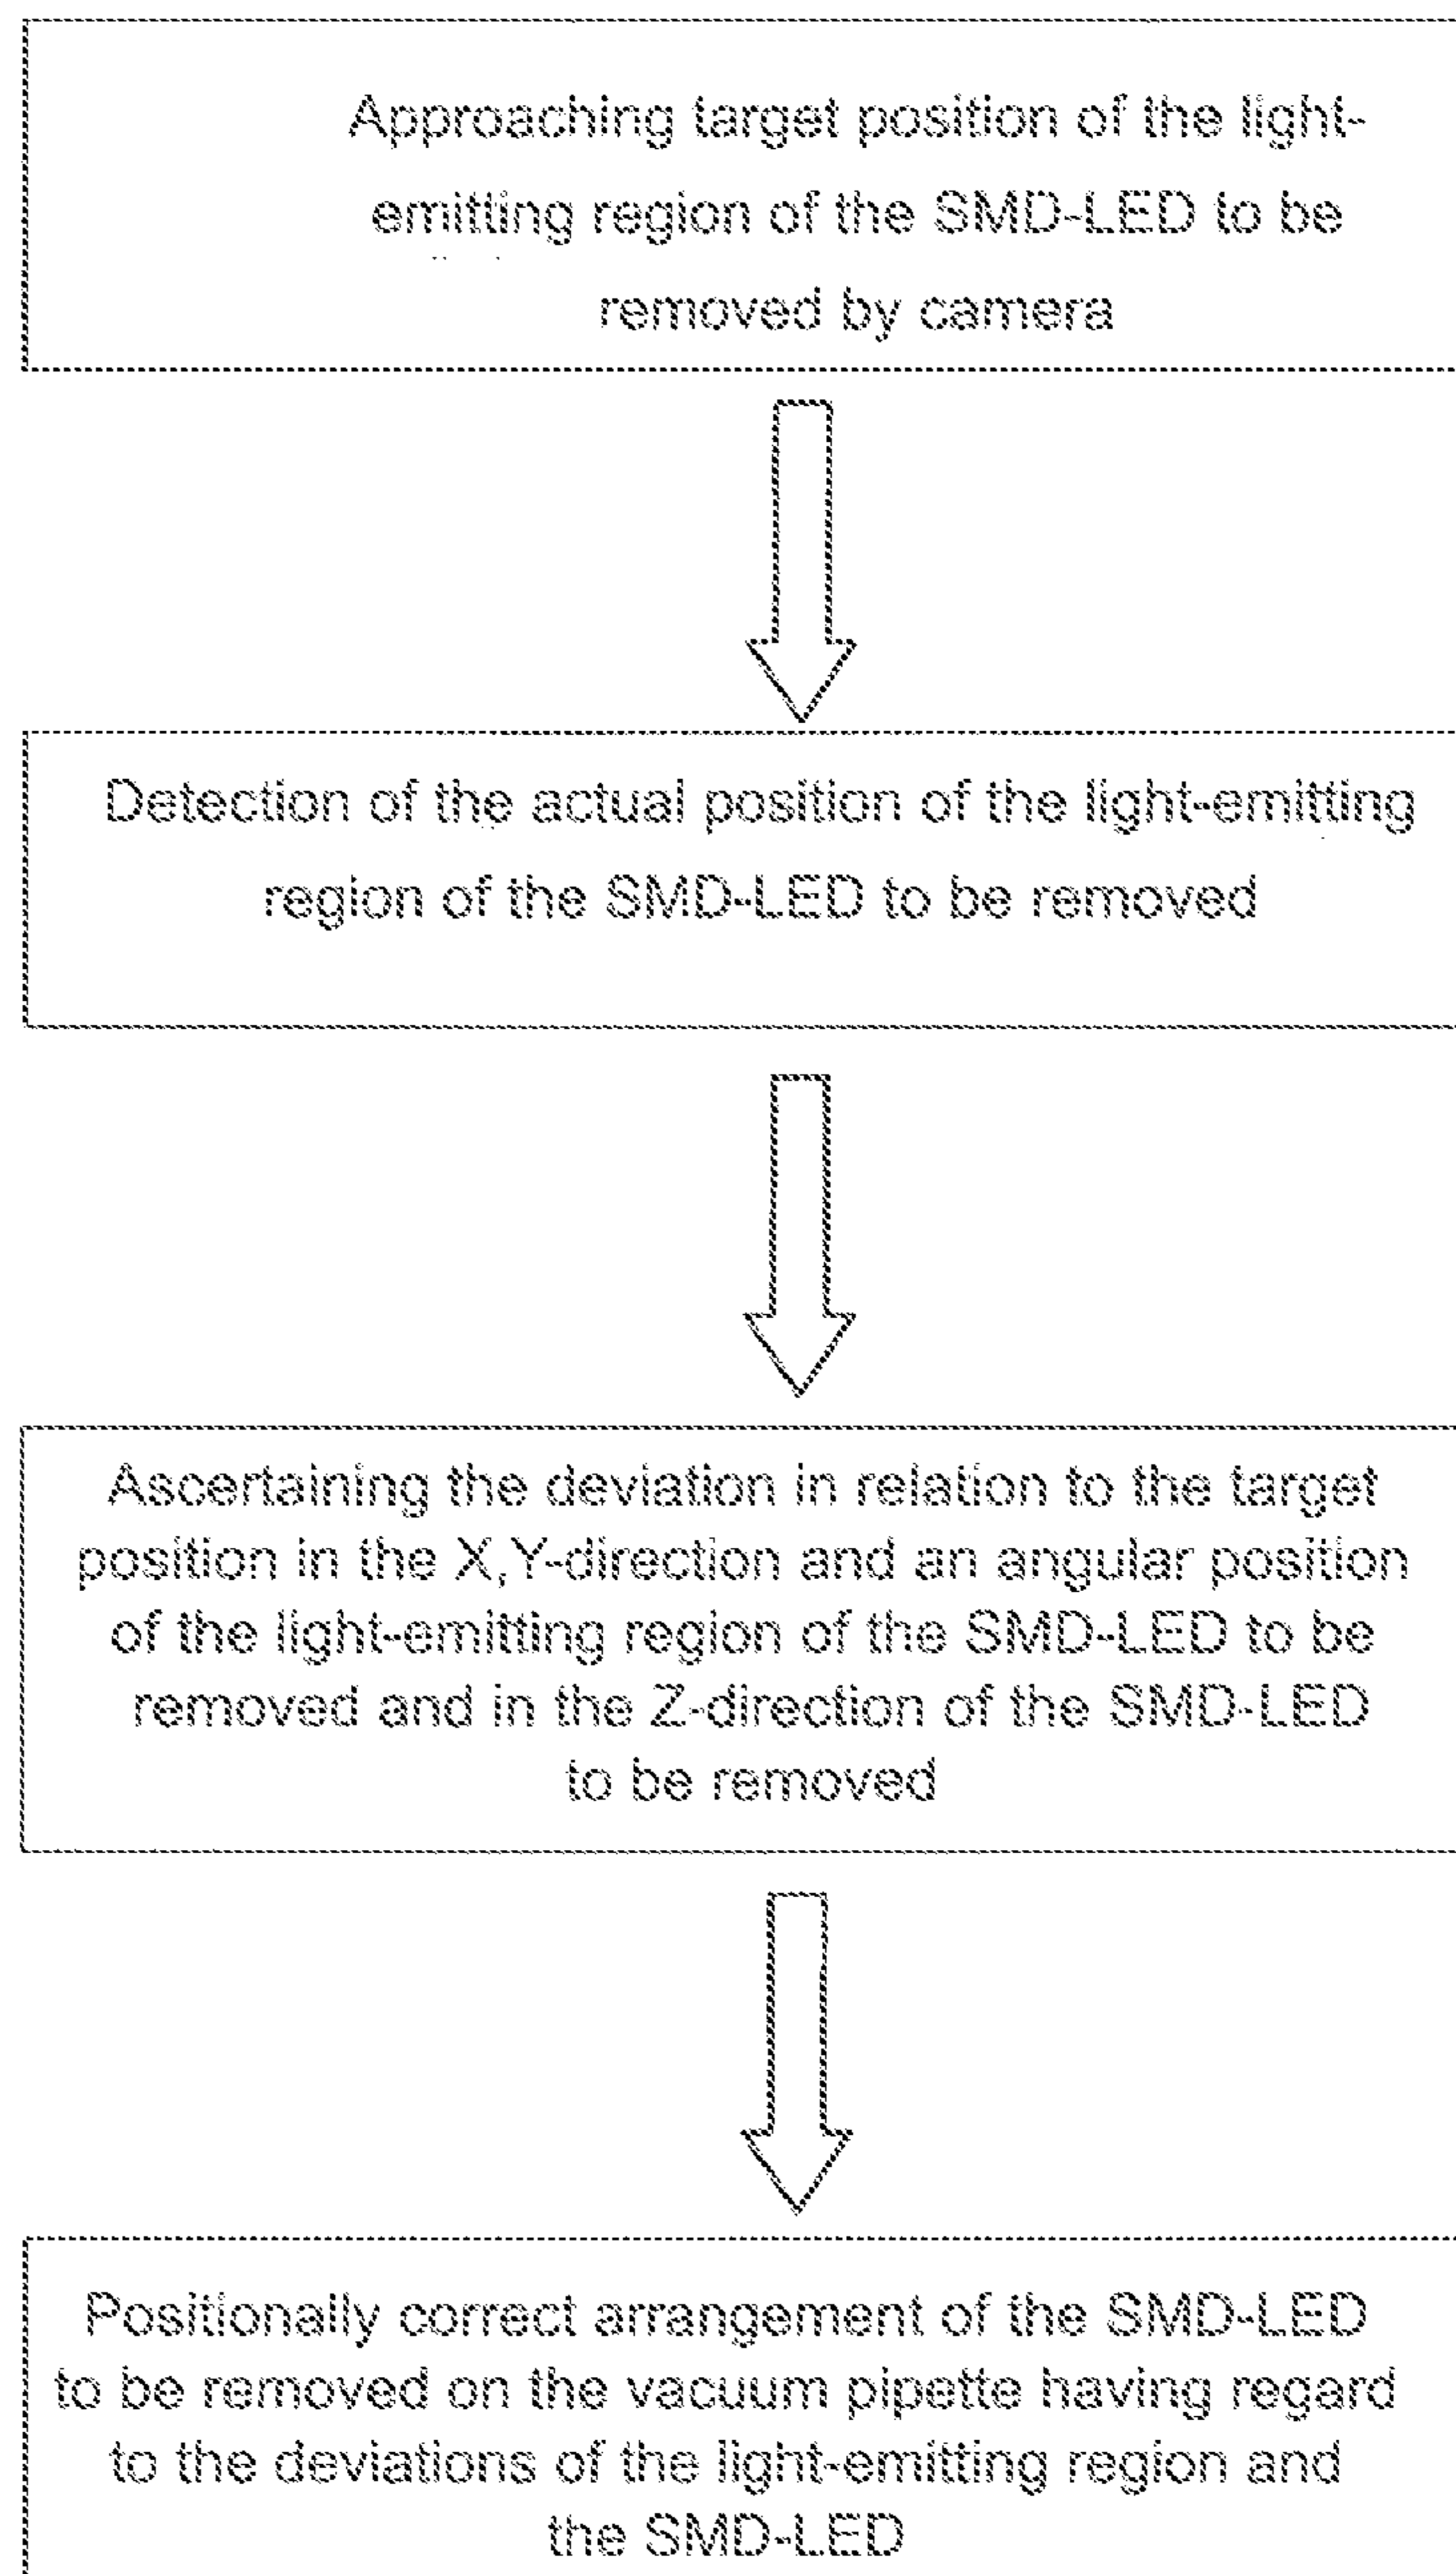 Approaching target position of the light-
emitting region of the SMD-LED to be
removed by camera
Detection of the actual position of the light-emitting
region of the SMD-LED to be removed
Ascertaining the deviation in relation to the target
position in the X,Y-direction and an angular position
of the light-emitting region of the SMD-LED to be
removed and in the Z-direction of the SMD-LED
to be removed
Positionally correct arrangement of the SMD-LED
to be removed on the vacuum pipette having regard
to the deviations of the light-emitting region and
the SMD-LED